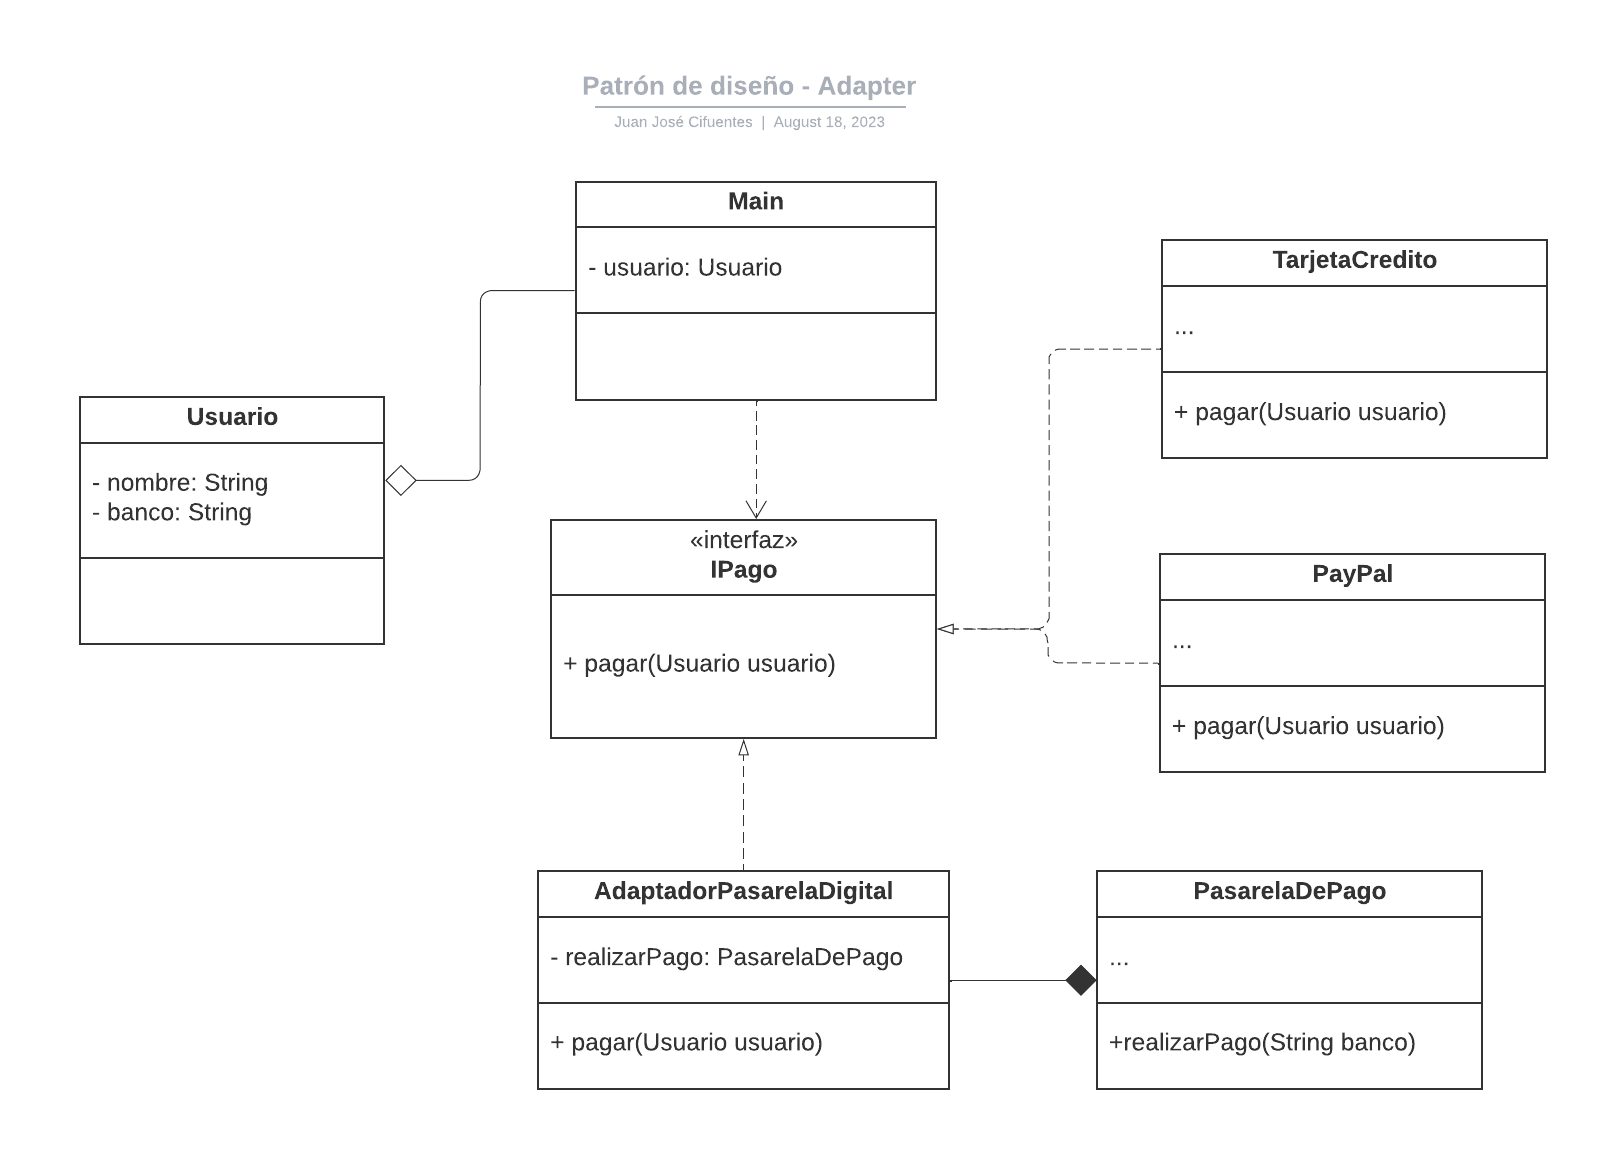 Patrón de diseño - Adapter
Juan José Cifuentes | August 18, 2023
Main
- usuario: Usuario
TarjetaCredito
...
+ pagar(Usuario usuario)
Usuario
- nombre: String
- banco: String
«interfaz»
IPago
+ pagar(Usuario usuario)
PayPal
...
+ pagar(Usuario usuario)
AdaptadorPasarelaDigital
- realizarPago: PasarelaDePago
+ pagar(Usuario usuario)
PasarelaDePago
...
+realizarPago(String banco)